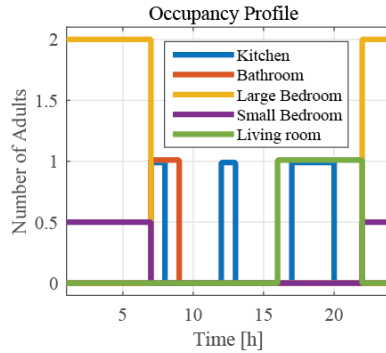 Occupancy Profile
2
1.5
1
0.5
0
Number of Adults
Kitchen
Bathroom
Large Bedroom
Small Bedroom
Living room
5 10 15 20
Time [h]